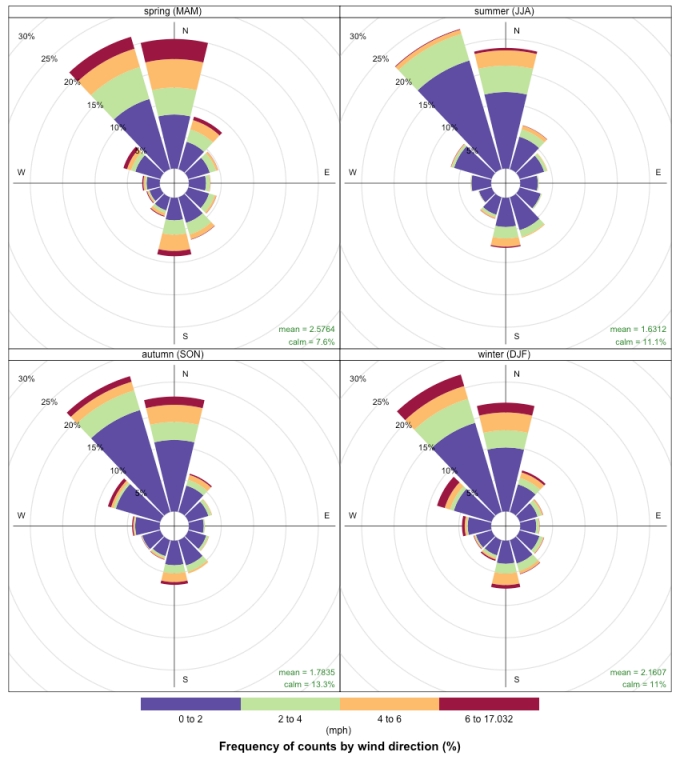 spring (MAM)
30%
25%
20%
15%
10%
5%
N
W
E
S
mean = 2.5764
calm = 7.6%
summer (JJA)
30%
25%
20%
15%
10%
5%
N
W
E
S
mean = 1.6312
calm = 11.1%
autumn (SON)
30%
25%
20%
15%
10%
5%
N
W
E
S
mean = 1.7835
calm = 13.3%
winter (DJF)
30%
25%
20%
15%
10%
5%
N
W
E
S
mean = 2.1607
calm = 11%
0 to 2 2 to 4 4 to 6 6 to 17.032
(mph)
Frequency of counts by wind direction (%)